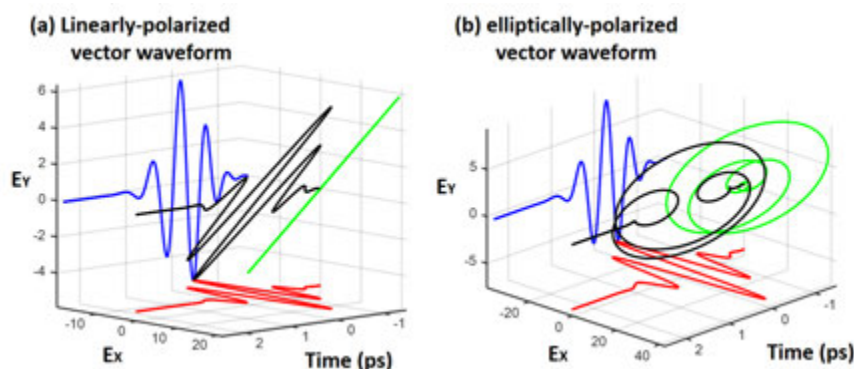 (a) Linearly-polarized
vector waveform
6
4
2
0
-2
-4
EY
-10
0
10
20
EX
2
1
0
-1
Time (ps)
(b) elliptically-polarized
vector waveform
5
0
-5
EY
-20
0
20
40
EX
2
1
0
-1
Time (ps)